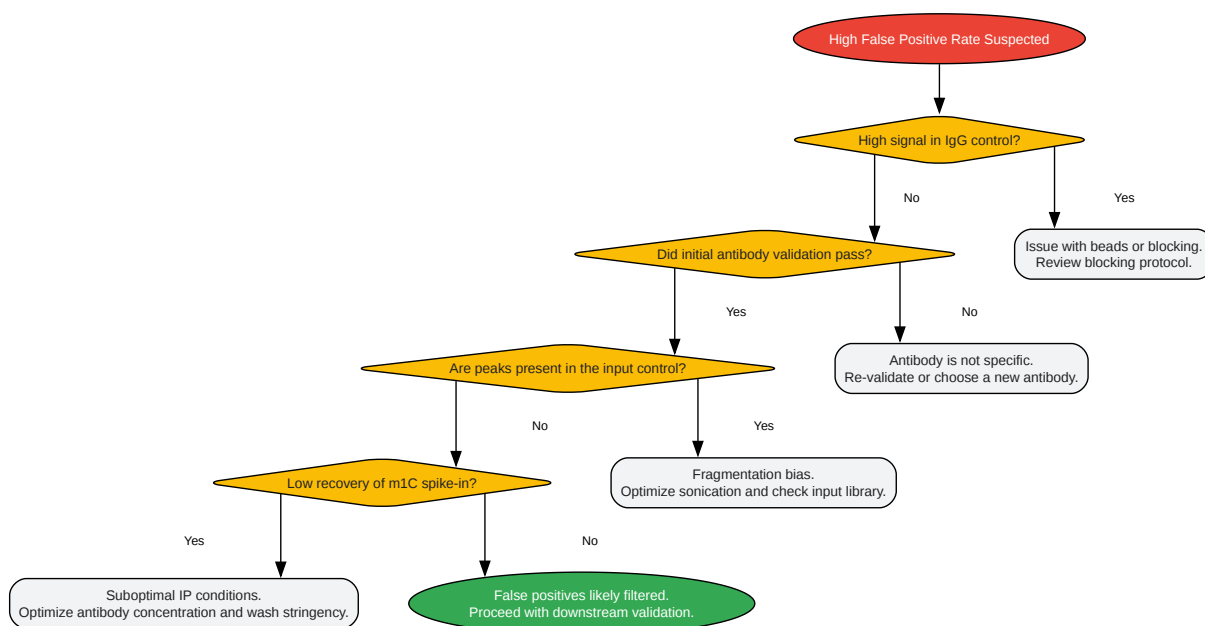 High False Positive Rate Suspected
High signal in IgG control?
No
Yes
Issue with beads or blocking.
Review blocking protocol.
Did initial antibody validation pass?
Yes
No
Antibody is not specific.
Re-validate or choose a new antibody.
Are peaks present in the input control?
No
Yes
Fragmentation bias.
Optimize sonication and check input library.
Low recovery of m1C spike-in?
Yes
No
Suboptimal IP conditions.
Optimize antibody concentration and wash stringency.
False positives likely filtered.
Proceed with downstream validation.